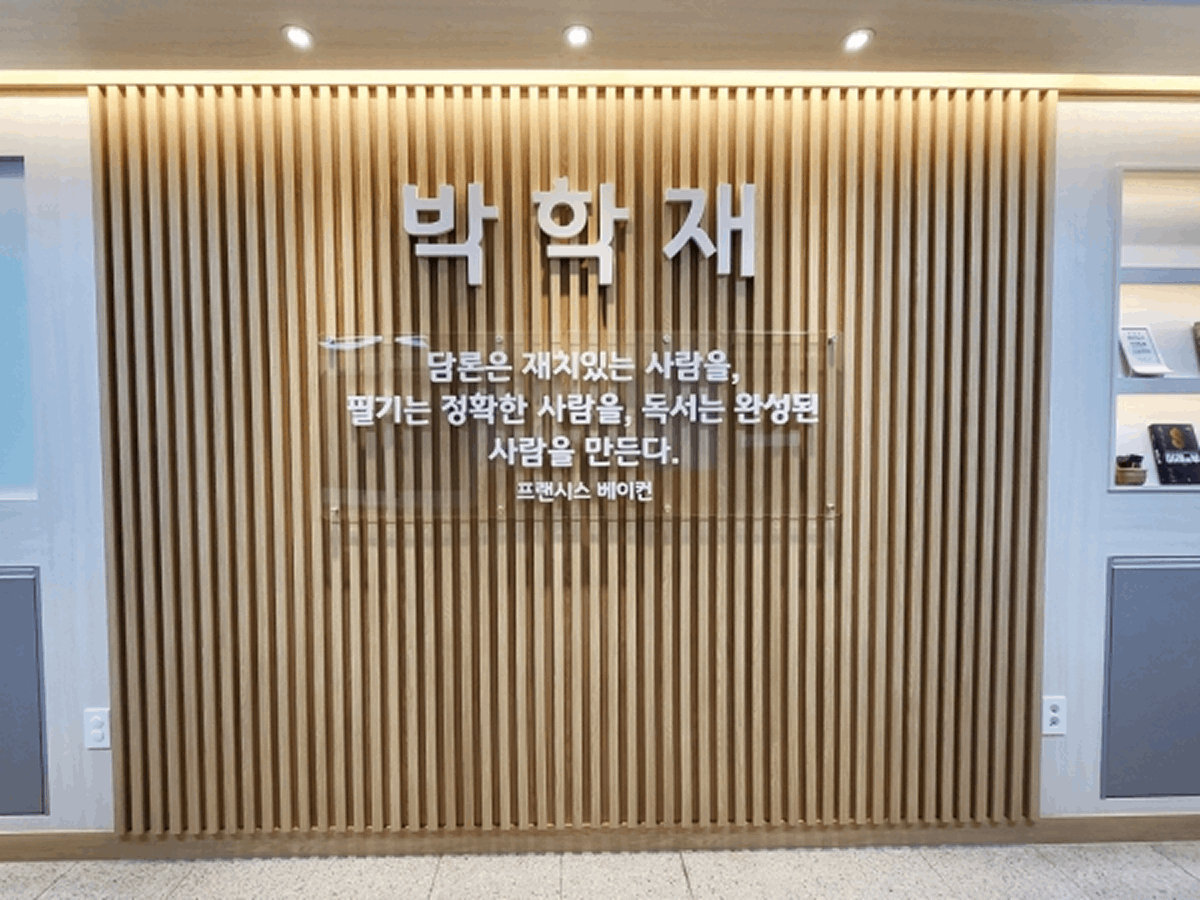 박학재
담론은 재치있는 사람을,
필기는 정확한 사람을, 독서는 완성된
사람을 만든다.
프랜시스 베이컨